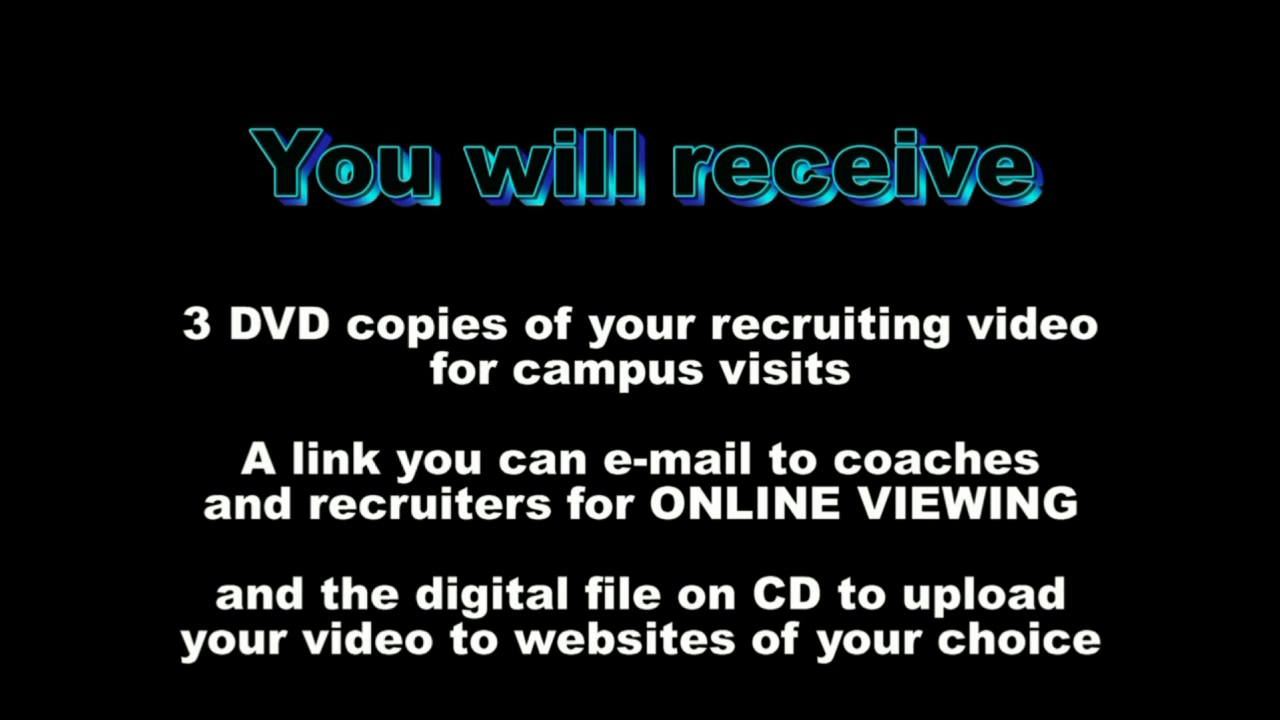 You will receive
3 DVD copies of your recruiting video
for campus visits
A link you can e-mail to coaches
and recruiters for ONLINE VIEWING
and the digital file on CD to upload
your video to websites of your choice